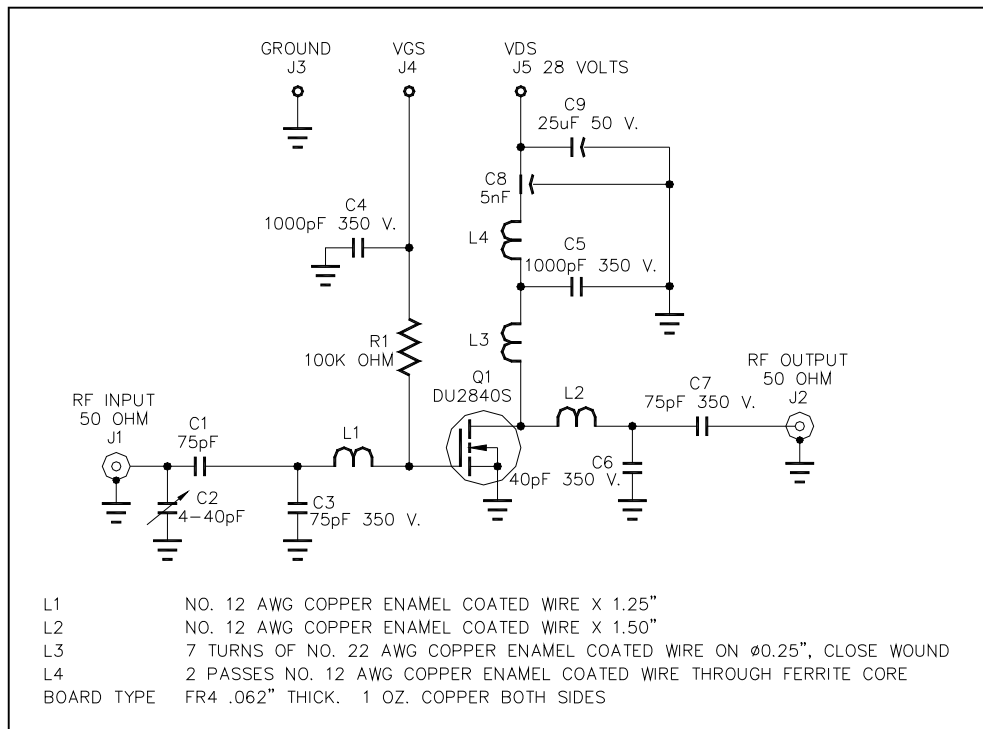 GROUND
J3
VGS
J4
VDS
J5 28 VOLTS
C9
25uF 50 V.
C8
5nF
C4
1000pF 350 V.
L4
C5
1000pF 350 V.
R1
100K OHM
L3
Q1
DU2840S
RF INPUT
50 OHM
J1
C1
75pF
L1
L2
C7
75pF 350 V.
RF OUTPUT
50 OHM
J2
C2
4-40pF
C3
75pF 350 V.
C6
40pF 350 V.
L1 NO. 12 AWG COPPER ENAMEL COATED WIRE X 1.25"
L2 NO. 12 AWG COPPER ENAMEL COATED WIRE X 1.50"
L3 7 TURNS OF NO. 22 AWG COPPER ENAMEL COATED WIRE ON ø0.25", CLOSE WOUND
L4 2 PASSES NO. 12 AWG COPPER ENAMEL COATED WIRE THROUGH FERRITE CORE
BOARD TYPE FR4 .062" THICK. 1 OZ. COPPER BOTH SIDES